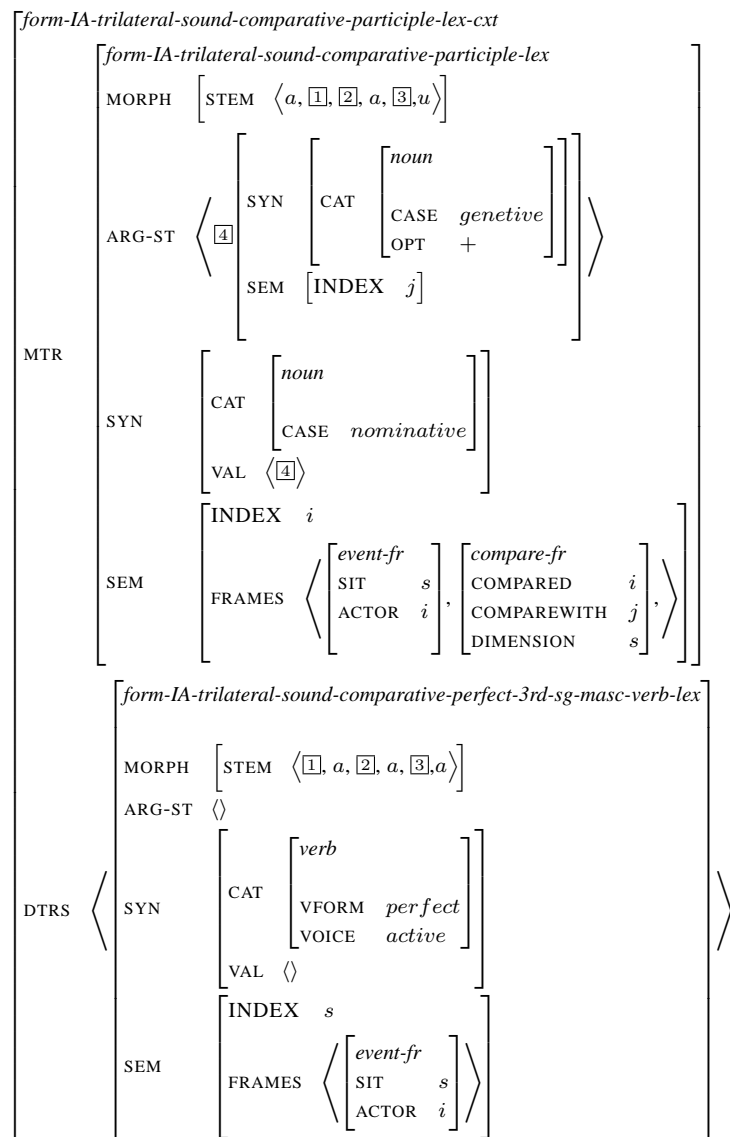 form-IA-trilateral-sound-comparative-participle-lex-cxt
form-IA-trilateral-sound-comparative-participle-lex
MORPH [STEM ⟨a, 1, 2, a, 3,u⟩]
noun
SYN CAT
CASE genetive
ARG-ST 4 OPT +
SEM [INDEX j]
MTR
noun
CAT
SYN CASE nominative
VAL ⟨4⟩
INDEX i
event-fr compare-fr
SIT s COMPARED i
SEM FRAMES ACTOR i , COMPAREWITH j ,
DIMENSION s
form-IA-trilateral-sound-comparative-perfect-3rd-sg-masc-verb-lex
MORPH [STEM ⟨1, a, 2, a, 3,a⟩]
ARG-ST ⟨⟩
verb
CAT
DTRS SYN VFORM perfect
VOICE active
VAL ⟨⟩
INDEX s
event-fr
SEM FRAMES SIT s
ACTOR i